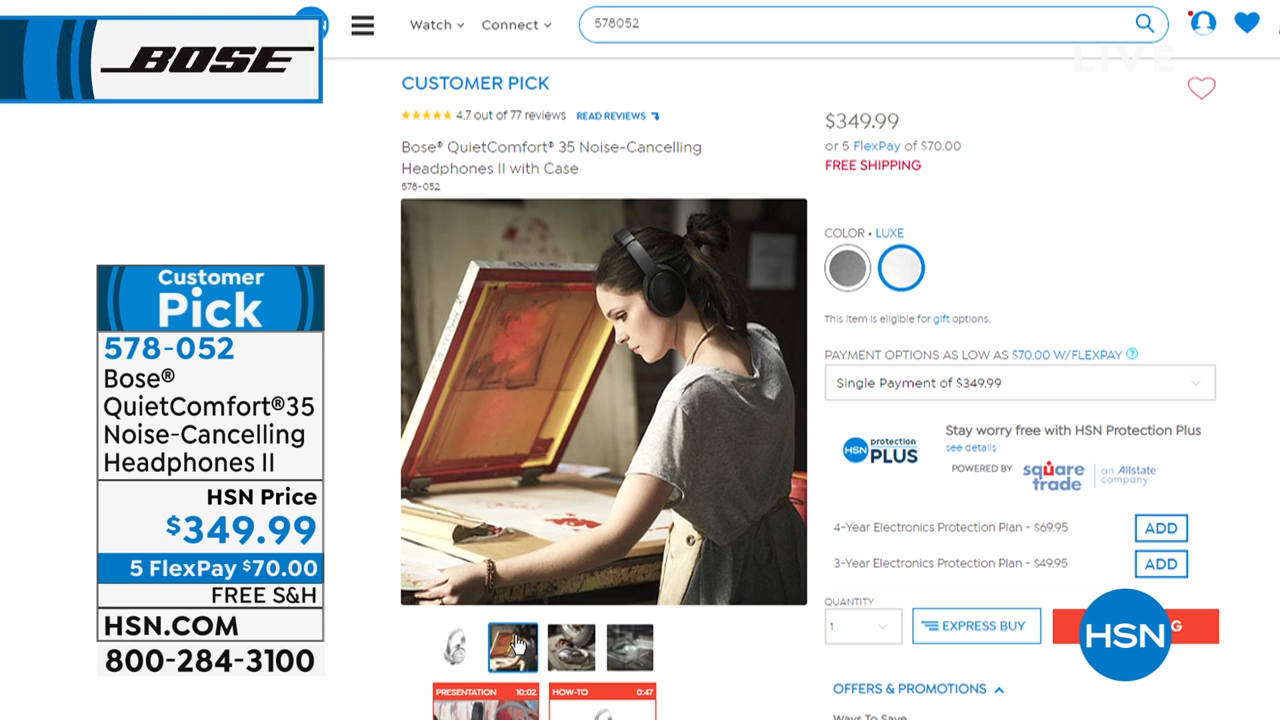 BOSE
Watch
Connect
578052
LIVE
CUSTOMER PICK
4.7 out of 77 reviews READ REVIEWS
Bose® QuietComfort® 35 Noise-Cancelling
Headphones II with Case
578-052
$349.99
or 5 FlexPay of $70.00
FREE SHIPPING
COLOR • LUXE
This item is eligible for gift options.
PAYMENT OPTIONS AS LOW AS $70.00 W/FLEXPAY ?
Single Payment of $349.99
HSN protection PLUS
Stay worry free with HSN Protection Plus
see details
POWERED BY square trade an Allstate company
4-Year Electronics Protection Plan - $69.95 ADD
3-Year Electronics Protection Plan - $49.95 ADD
QUANTITY
1
EXPRESS BUY
G
HSN
OFFERS & PROMOTIONS
Ways To Save
PRESENTATION 10:02
HOW-TO 0:47
Customer
Pick
578-052
Bose®
QuietComfort®35
Noise-Cancelling
Headphones II
HSN Price
$349.99
5 FlexPay $70.00
FREE S&H
HSN.COM
800-284-3100